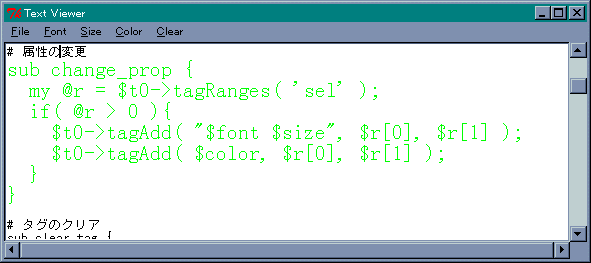 Text Viewer
File Font Size Color Clear
# 属性の変更
sub change_prop {
  my @r = $t0->tagRanges( 'sel' );
  if( @r > 0 ){
    $t0->tagAdd( "$font $size", $r[0], $r[1] );
    $t0->tagAdd( $color, $r[0], $r[1] );
  }
}
# タグのクリア
sub clear_tag {